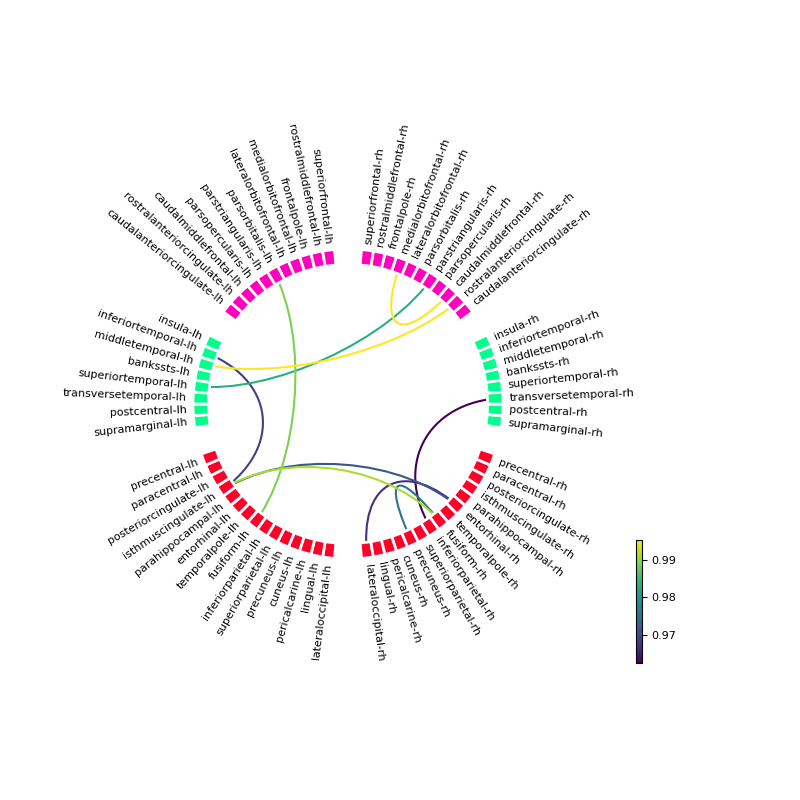 superiorfrontal-lh
rostralmiddlefrontal-lh
frontalpole-lh
medialorbitofrontal-lh
lateralorbitofrontal-lh
parsorbitalis-lh
parstriangularis-lh
parsopercularis-lh
caudalmiddlefrontal-lh
rostralanteriorcingulate-lh
caudalanteriorcingulate-lh
insula-lh
inferiortemporal-lh
middletemporal-lh
bankssts-lh
superiortemporal-lh
transversetemporal-lh
postcentral-lh
supramarginal-lh
precentral-lh
paracentral-lh
posteriorcingulate-lh
isthmuscingulate-lh
parahippocampal-lh
entorhinal-lh
temporalpole-lh
fusiform-lh
inferiorparietal-lh
superiorparietal-lh
precuneus-lh
cuneus-lh
pericalcarine-lh
lingual-lh
lateraloccipital-lh
lateraloccipital-rh
lingual-rh
pericalcarine-rh
cuneus-rh
precuneus-rh
superiorparietal-rh
inferiorparietal-rh
fusiform-rh
temporalpole-rh
entorhinal-rh
parahippocampal-rh
isthmuscingulate-rh
posteriorcingulate-rh
paracentral-rh
precentral-rh
supramarginal-rh
postcentral-rh
transversetemporal-rh
superiortemporal-rh
bankssts-rh
middletemporal-rh
inferiortemporal-rh
insula-rh
caudalanteriorcingulate-rh
rostralanteriorcingulate-rh
caudalmiddlefrontal-rh
parsopercularis-rh
parstriangularis-rh
parsorbitalis-rh
lateralorbitofrontal-rh
medialorbitofrontal-rh
frontalpole-rh
rostralmiddlefrontal-rh
superiorfrontal-rh
0.99
0.98
0.97